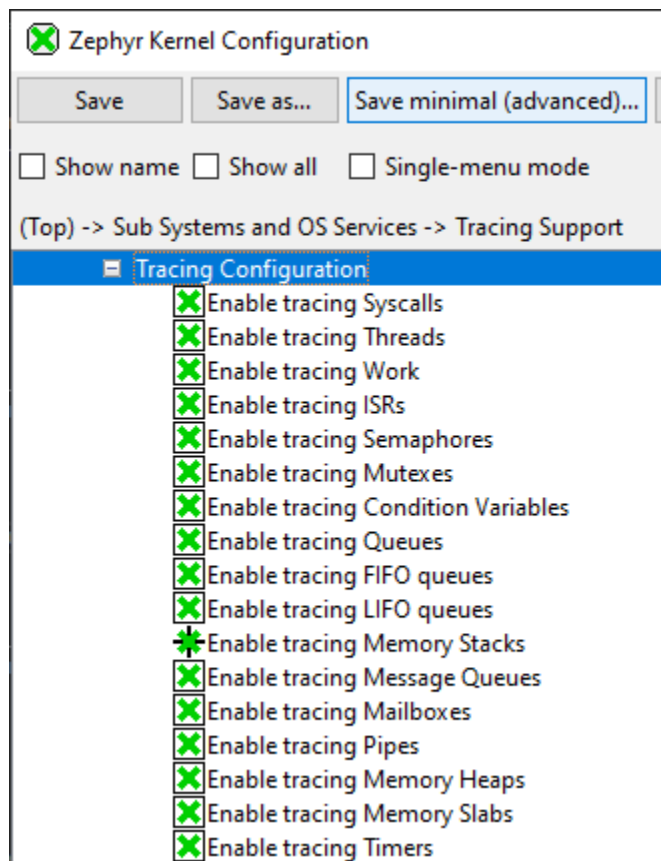 Zephyr Kernel Configuration
Save Save as... Save minimal (advanced)...
Show name Show all Single-menu mode
(Top) -> Sub Systems and OS Services -> Tracing Support
Tracing Configuration
Enable tracing Syscalls
Enable tracing Threads
Enable tracing Work
Enable tracing ISRs
Enable tracing Semaphores
Enable tracing Mutexes
Enable tracing Condition Variables
Enable tracing Queues
Enable tracing FIFO queues
Enable tracing LIFO queues
Enable tracing Memory Stacks
Enable tracing Message Queues
Enable tracing Mailboxes
Enable tracing Pipes
Enable tracing Memory Heaps
Enable tracing Memory Slabs
Enable tracing Timers